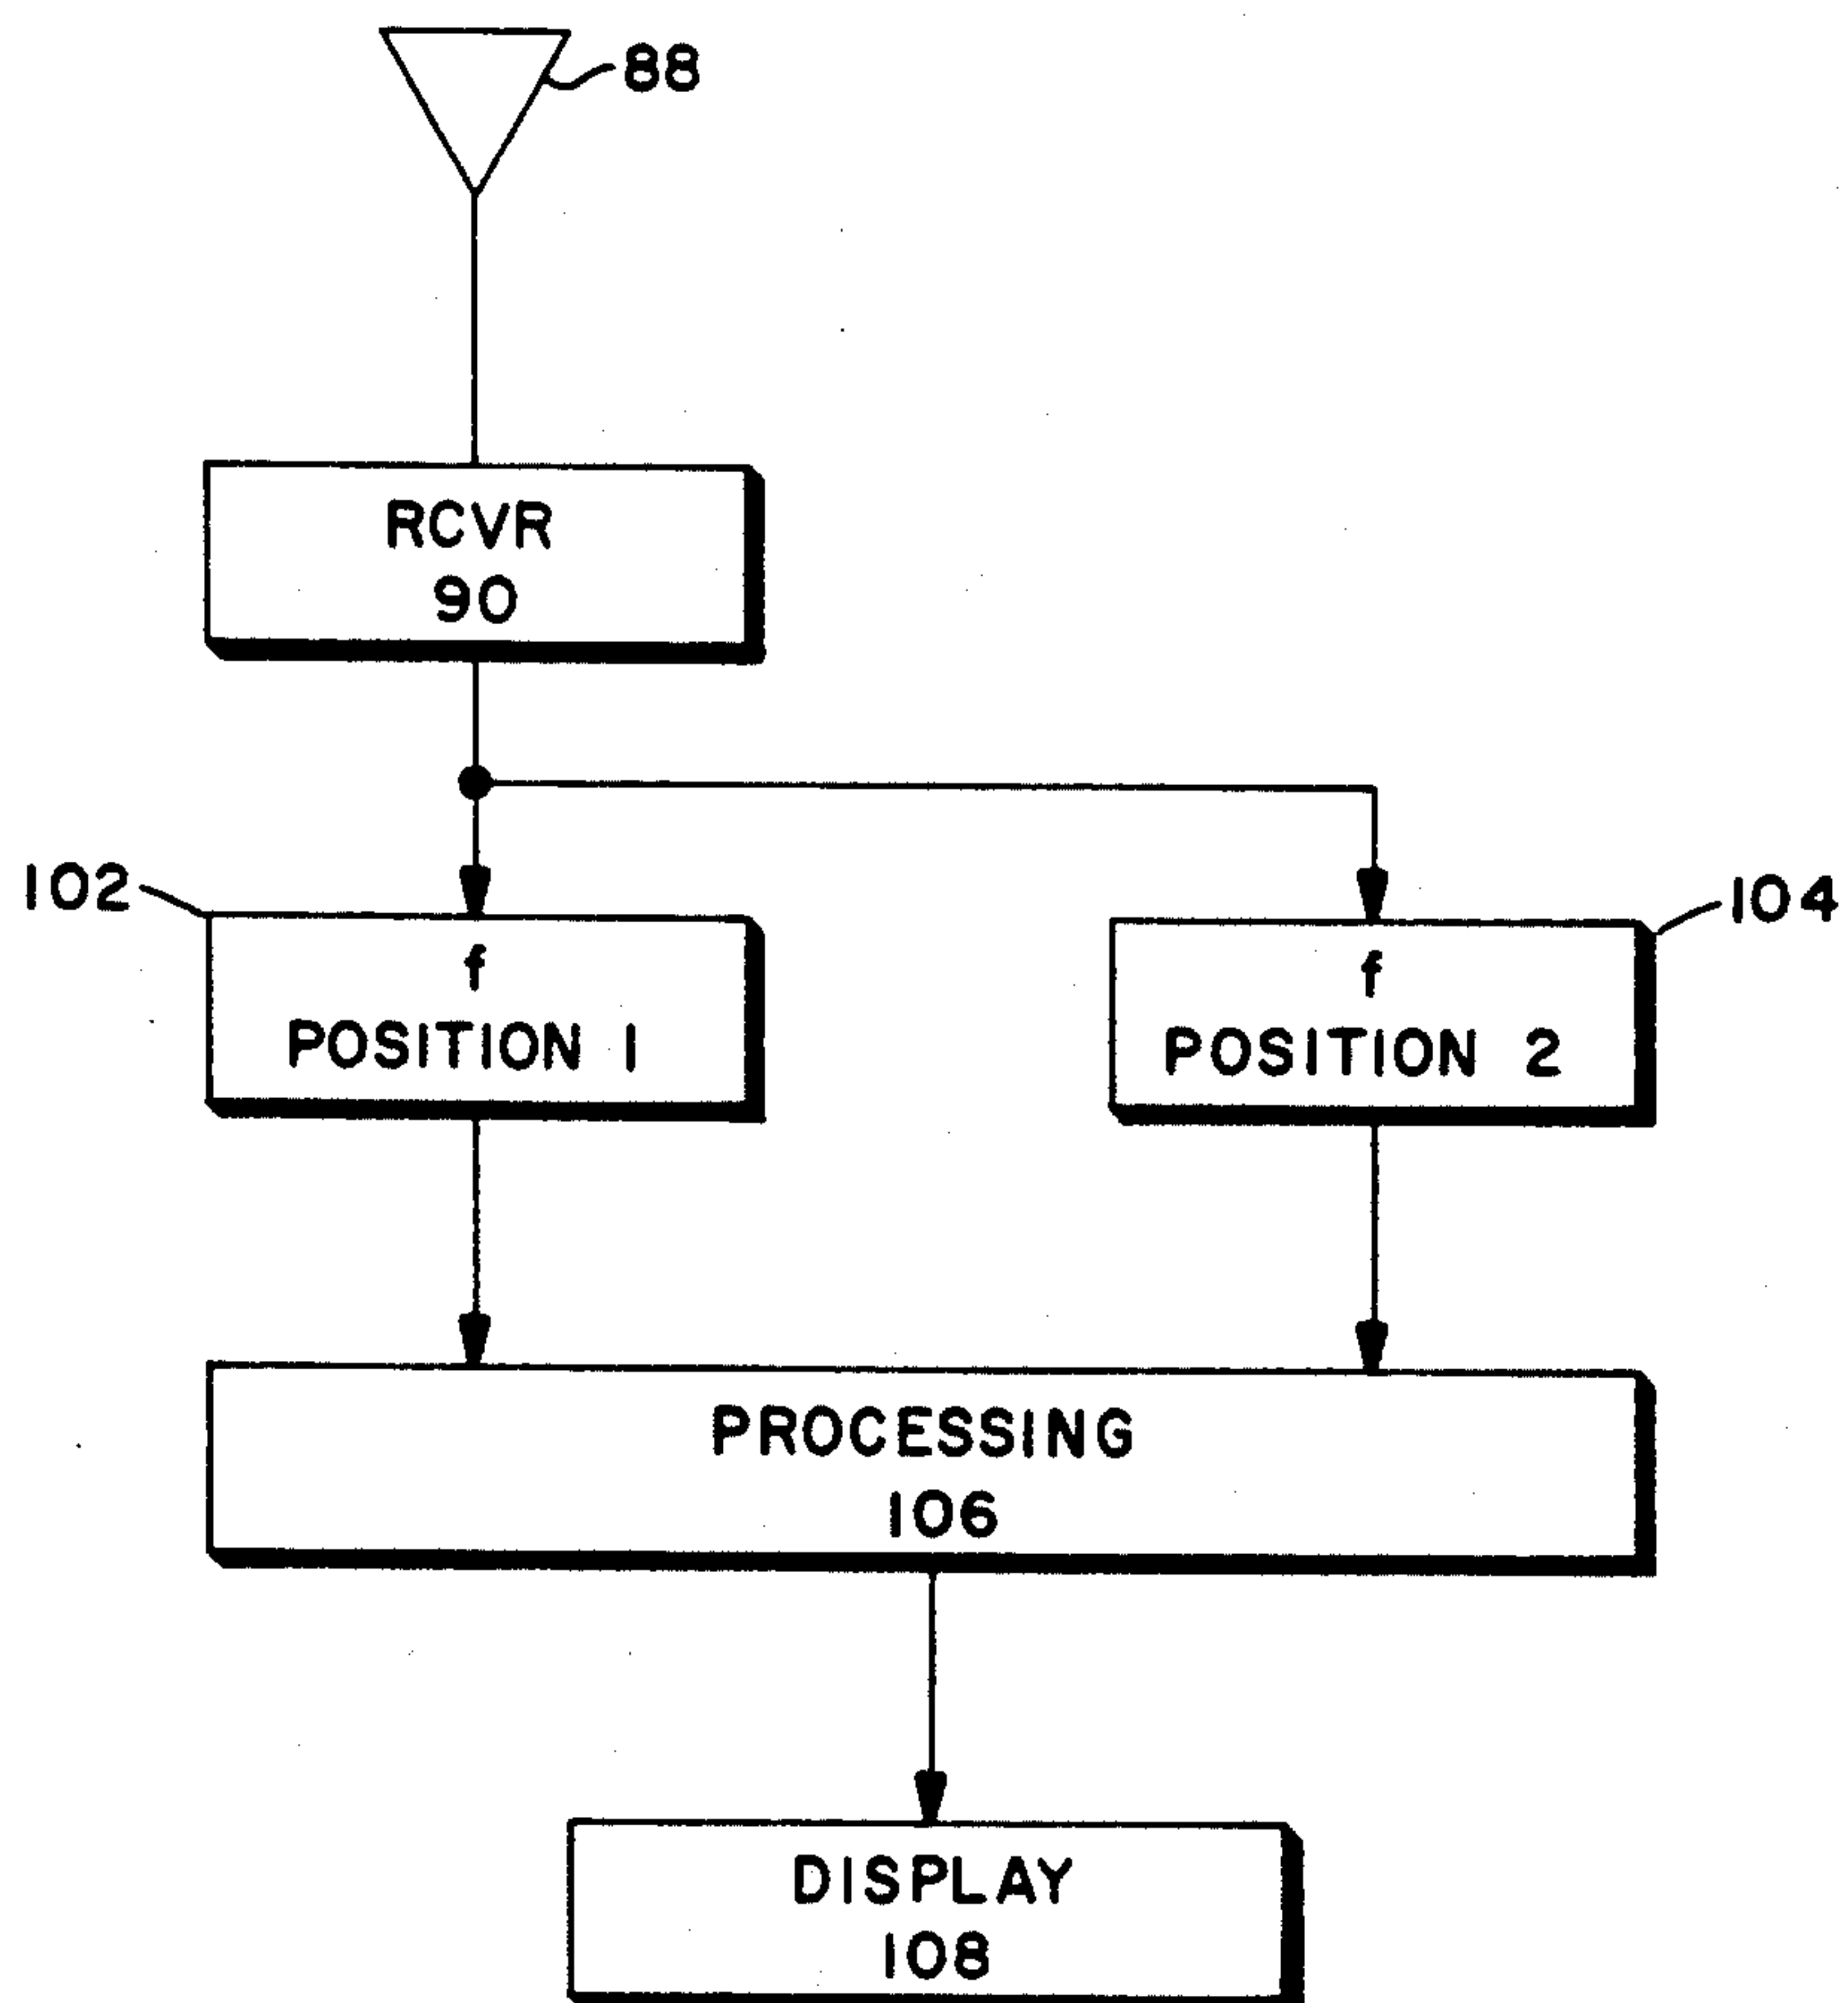 88
RCVR
90
102
104
f
POSITION 1
f
POSITION 2
PROCESSING
106
DISPLAY
108